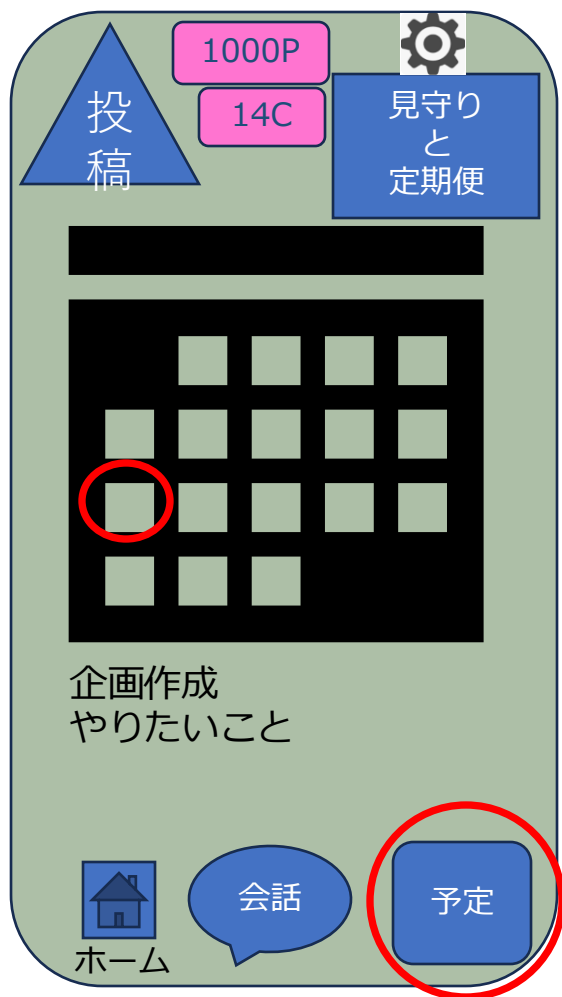 投
稿
1000P
14C
見守り
と
定期便
企画作成
やりたいこと
ホーム
会話
予定